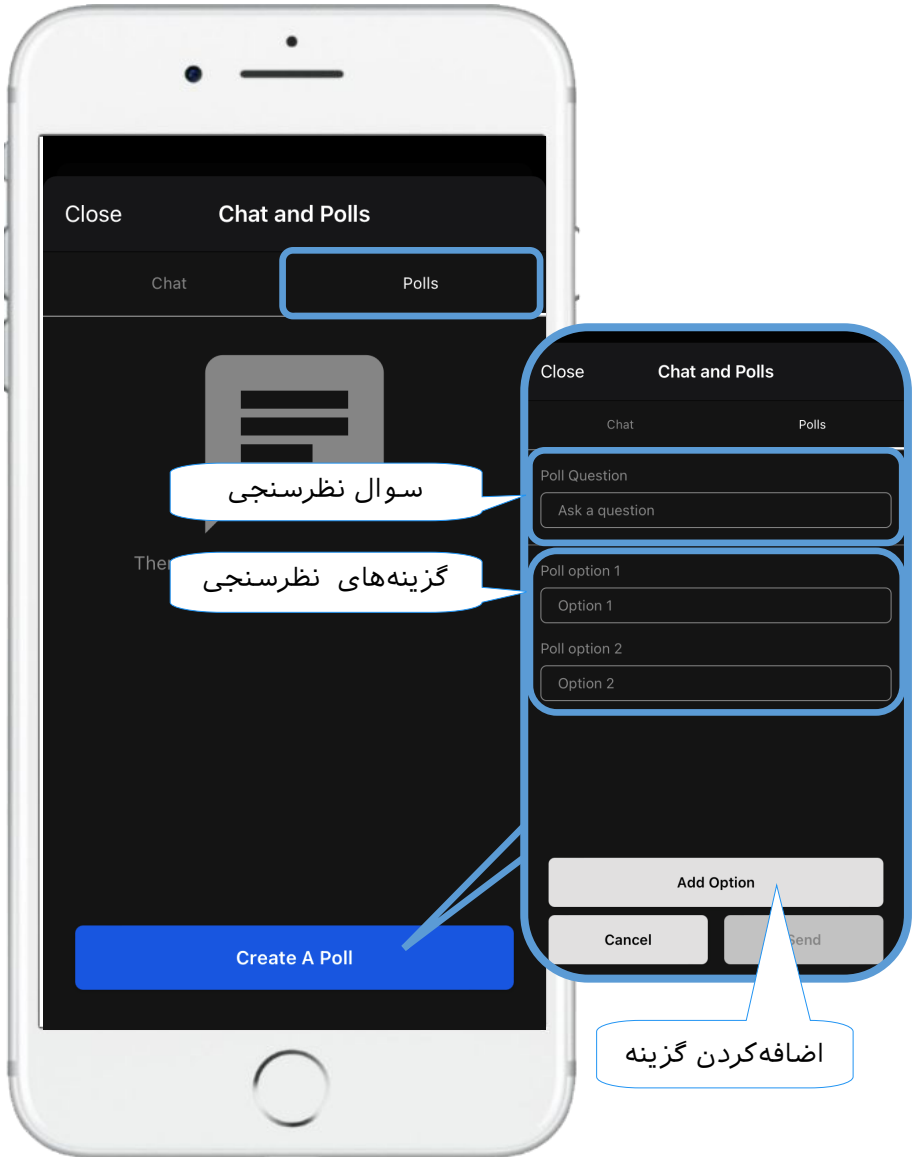 Close Chat and Polls
Chat Polls
سوال نظرسنجی
گزینه‌های نظرسنجی
Create A Poll
Close Chat and Polls
Chat Polls
Poll Question
Ask a question
Poll option 1
Option 1
Poll option 2
Option 2
Add Option
Cancel Send
اضافه‌کردن گزینه